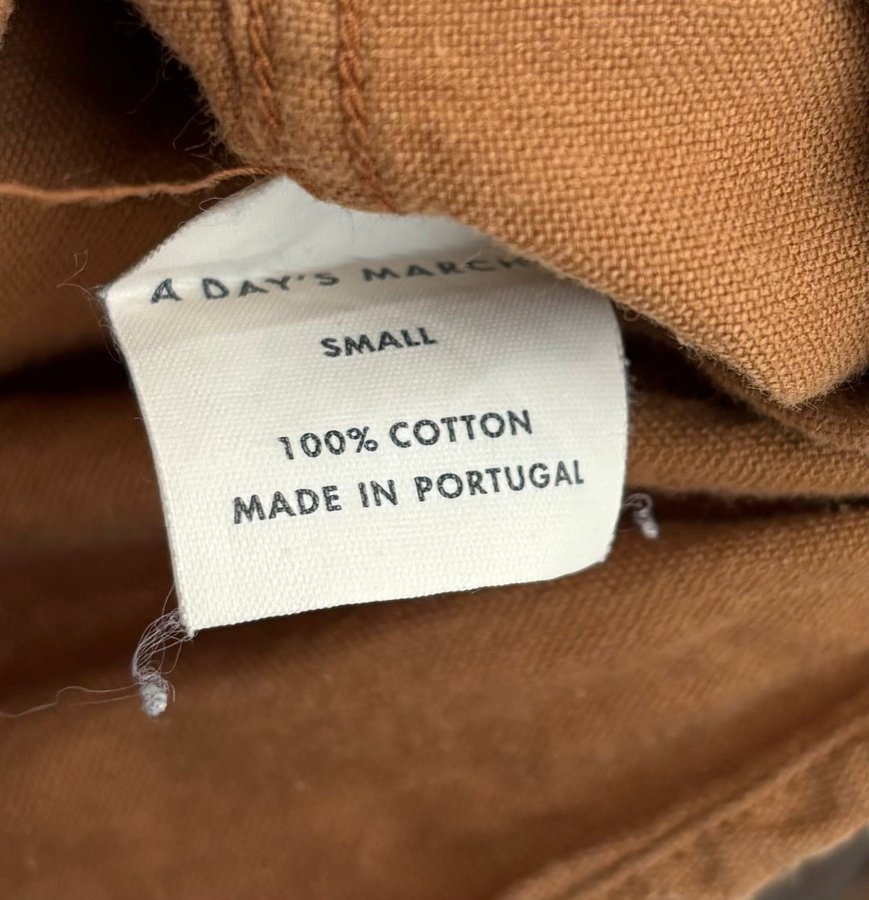 A DAY'S MARCH
SMALL
100% COTTON
MADE IN PORTUGAL